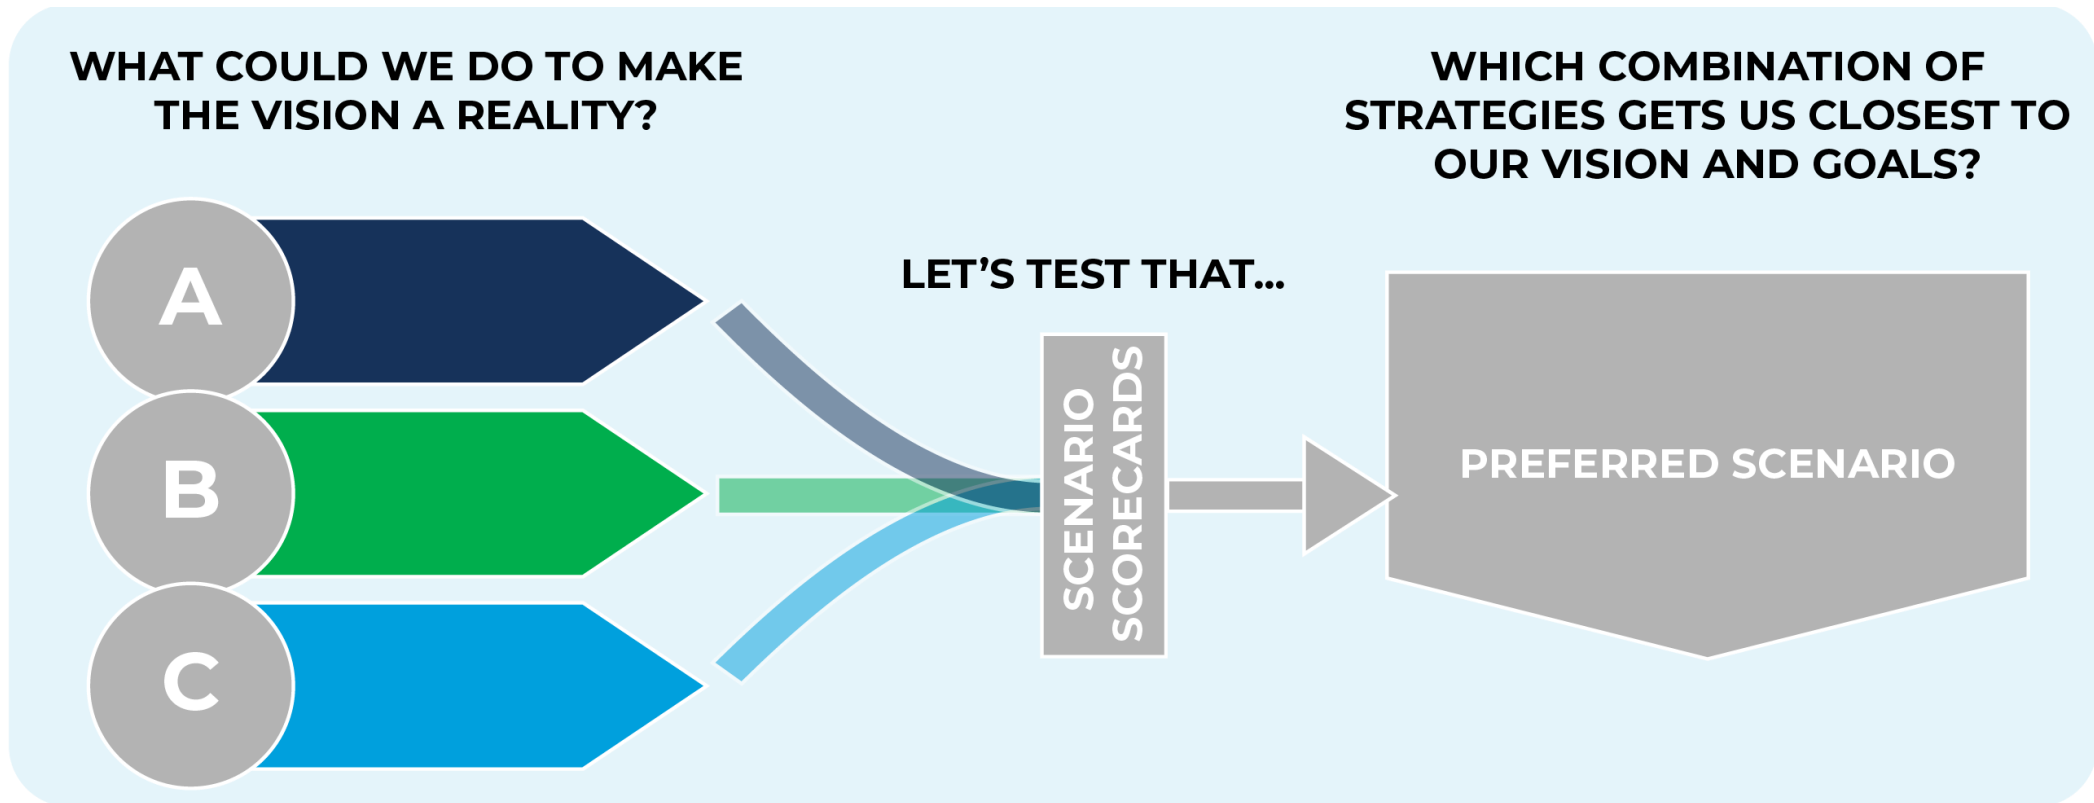 WHAT COULD WE DO TO MAKE
THE VISION A REALITY?
A
B
C
LET’S TEST THAT...
SCENARIO
SCORECARDS
WHICH COMBINATION OF
STRATEGIES GETS US CLOSEST TO
OUR VISION AND GOALS?
PREFERRED SCENARIO